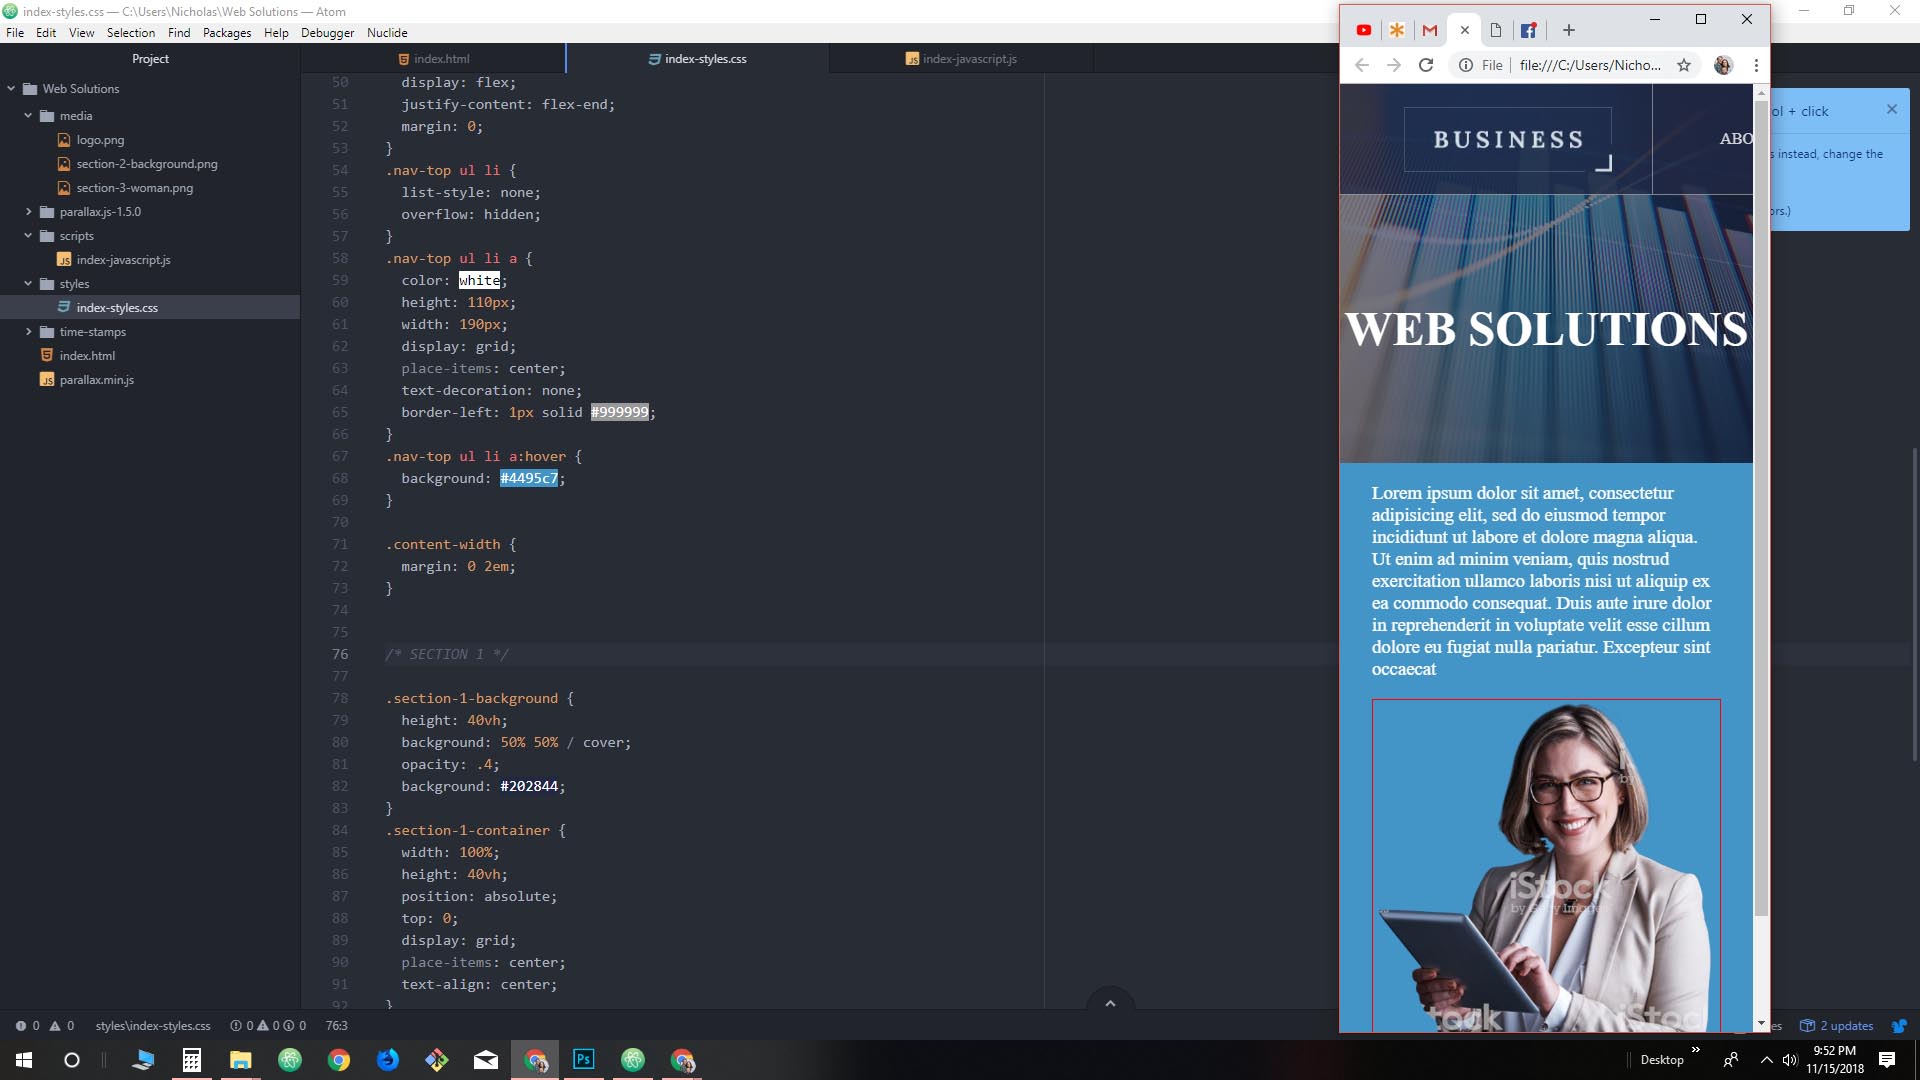 index-styles.css — C:\Users\Nicholas\Web Solutions — Atom
File Edit View Selection Find Packages Help Debugger Nuclide
Project
index.html
index-styles.css
index-javascript.js
Web Solutions
media
logo.png
section-2-background.png
section-3-woman.png
parallax.js-1.5.0
scripts
index-javascript.js
styles
index-styles.css
time-stamps
index.html
parallax.min.js
50 display: flex;
51 justify-content: flex-end;
52 margin: 0;
53 }
54 .nav-top ul li {
55 list-style: none;
56 overflow: hidden;
57 }
58 .nav-top ul li a {
59 color: white;
60 height: 110px;
61 width: 190px;
62 display: grid;
63 place-items: center;
64 text-decoration: none;
65 border-left: 1px solid #999999;
66 }
67 .nav-top ul li a:hover {
68 background: #4495c7;
69 }
70
71 .content-width {
72 margin: 0 2em;
73 }
74
75
76 /* SECTION 1 */
77
78 .section-1-background {
79 height: 40vh;
80 background: 50% 50% / cover;
81 opacity: .4;
82 background: #202844;
83 }
84 .section-1-container {
85 width: 100%;
86 height: 40vh;
87 position: absolute;
88 top: 0;
89 display: grid;
90 place-items: center;
91 text-align: center;
92 }
File file:///C:/Users/Nicho...
BUSINESS
ABO
WEB SOLUTIONS
Lorem ipsum dolor sit amet, consectetur
adipisicing elit, sed do eiusmod tempor
incididunt ut labore et dolore magna aliqua.
Ut enim ad minim veniam, quis nostrud
exercitation ullamco laboris nisi ut aliquip ex
ea commodo consequat. Duis aute irure dolor
in reprehenderit in voluptate velit esse cillum
dolore eu fugiat nulla pariatur. Excepteur sint
occaecat
iStock
by Getty Images
tock
iStock
ol + click
s instead, change the
ors.)
0 0 styles\index-styles.css 0 0 0 76:3
es 2 updates
Ps
Desktop
9:52 PM
11/15/2018